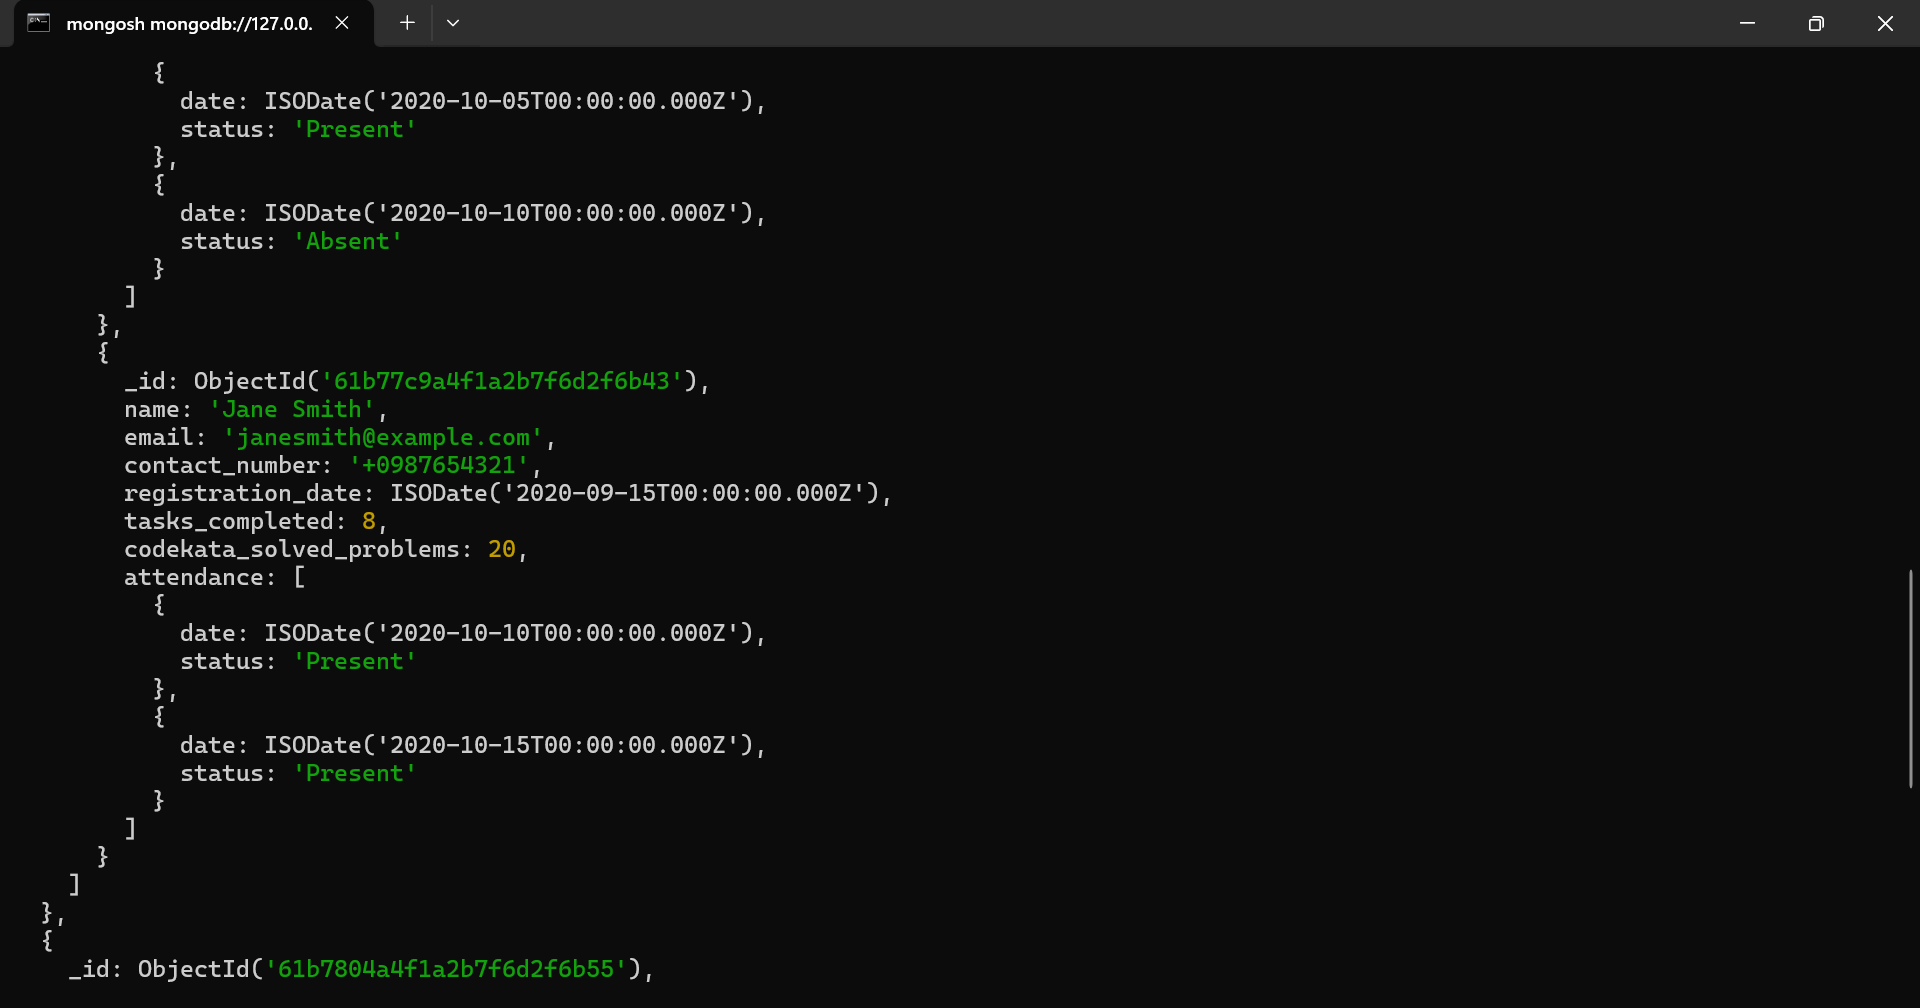 mongosh mongodb://127.0.0.
{
date: ISODate('2020-10-05T00:00:00.000Z'),
status: 'Present'
},
{
date: ISODate('2020-10-10T00:00:00.000Z'),
status: 'Absent'
}
]
},
{
_id: ObjectId('61b77c9a4f1a2b7f6d2f6b43'),
name: 'Jane Smith',
email: 'janesmith@example.com',
contact_number: '+0987654321',
registration_date: ISODate('2020-09-15T00:00:00.000Z'),
tasks_completed: 8,
codekata_solved_problems: 20,
attendance: [
{
date: ISODate('2020-10-10T00:00:00.000Z'),
status: 'Present'
},
{
date: ISODate('2020-10-15T00:00:00.000Z'),
status: 'Present'
}
]
}
]
},
{
_id: ObjectId('61b7804a4f1a2b7f6d2f6b55'),